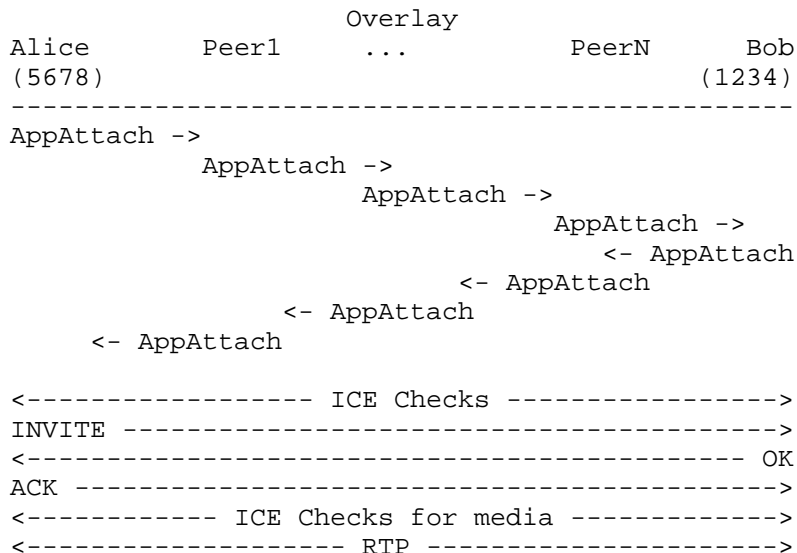 Overlay
Alice       Peer1    ...          PeerN      Bob
(5678)                                     (1234)
-------------------------------------------------
AppAttach ->
            AppAttach ->
                      AppAttach ->
                                  AppAttach ->
                                     <- AppAttach
                            <- AppAttach
                 <- AppAttach
     <- AppAttach
<------------------ ICE Checks ----------------->
INVITE ----------------------------------------->
<--------------------------------------------- OK
ACK -------------------------------------------->
<------------ ICE Checks for media ------------->
<-------------------- RTP ---------------------->